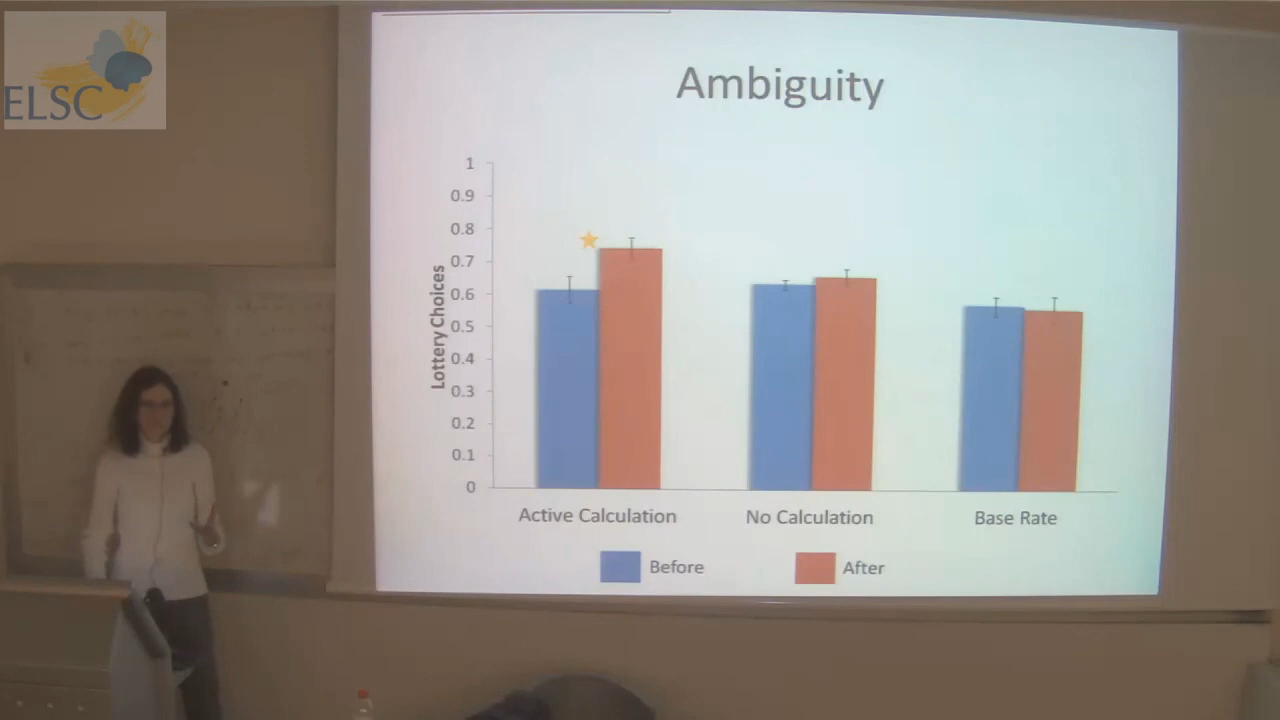 ELSC
Ambiguity
1
0.9
0.8
0.7
0.6
0.5
0.4
0.3
0.2
0.1
0
Lottery Choices
Active Calculation
No Calculation
Base Rate
Before
After